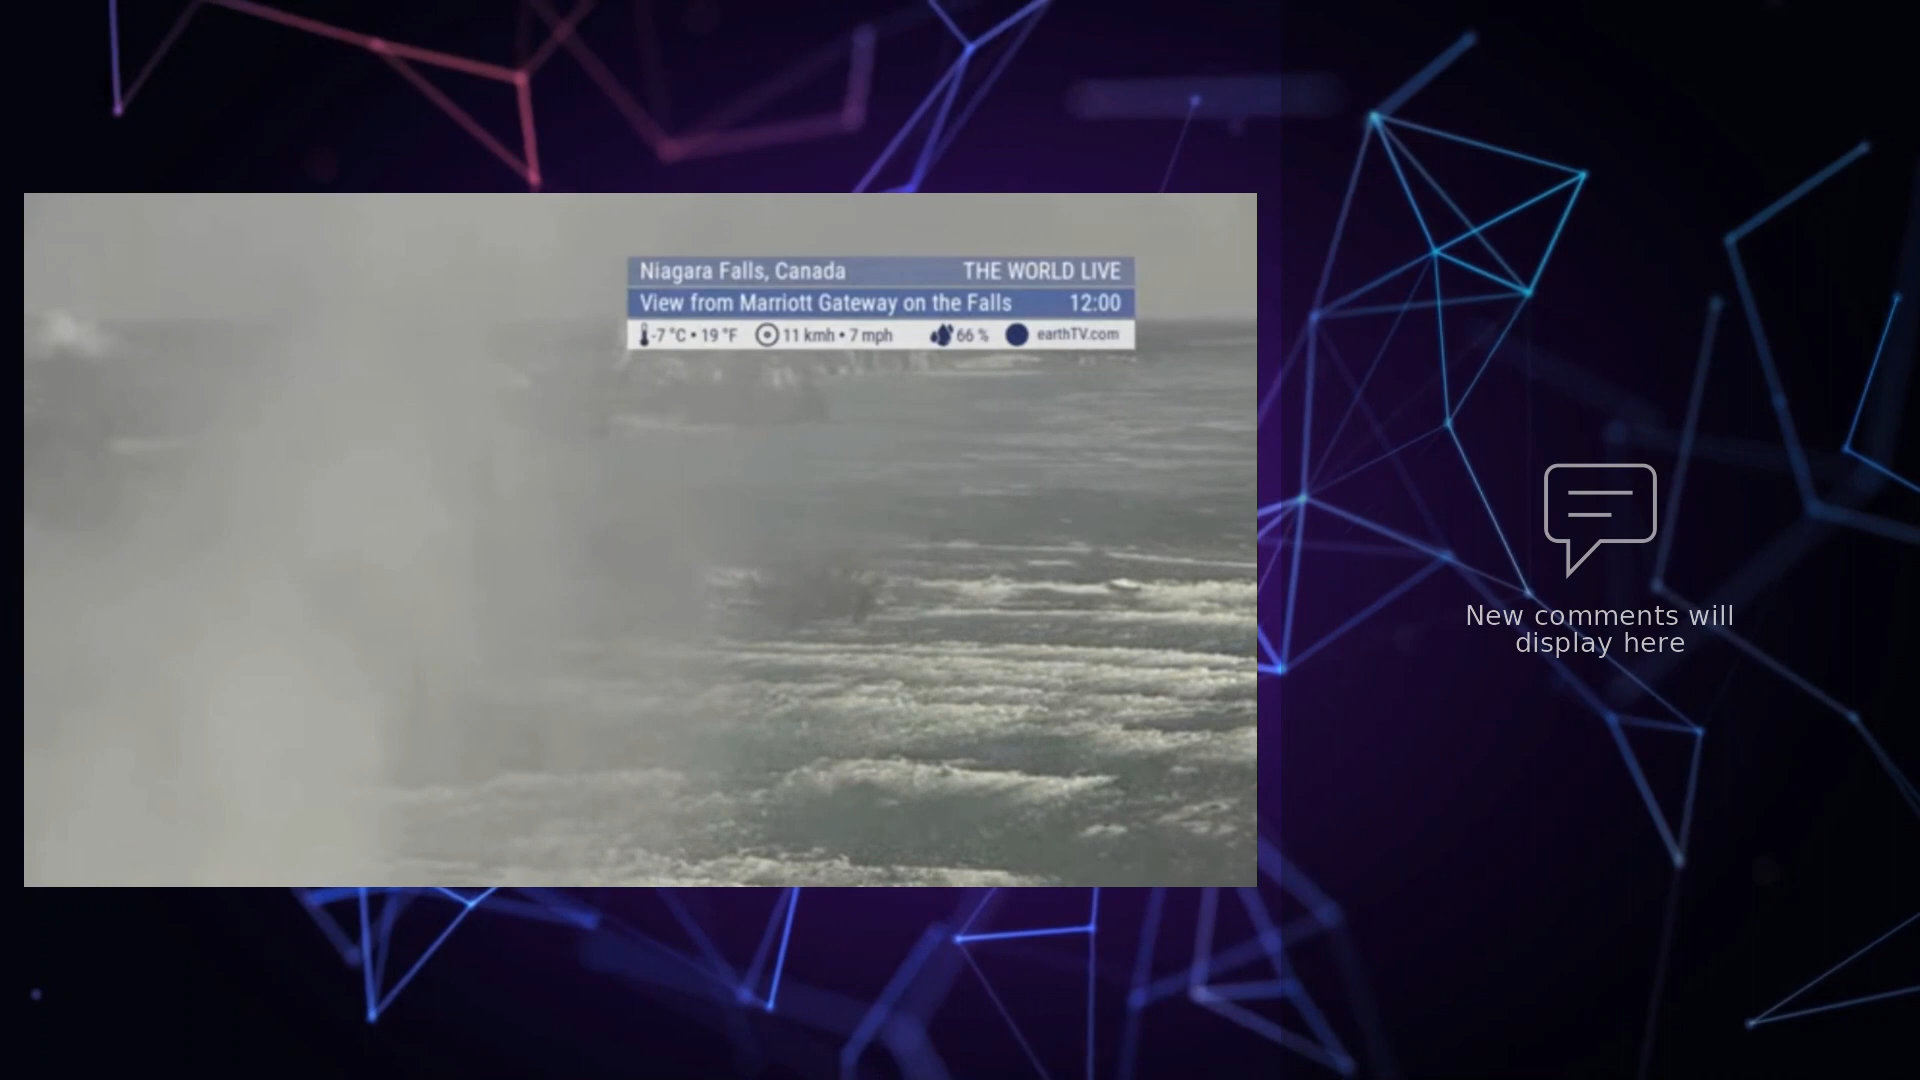 Niagara Falls, Canada THE WORLD LIVE
View from Marriott Gateway on the Falls 12:00
-7 °C • 19 °F 11 kmh • 7 mph 66 % earthTV.com
New comments will
display here